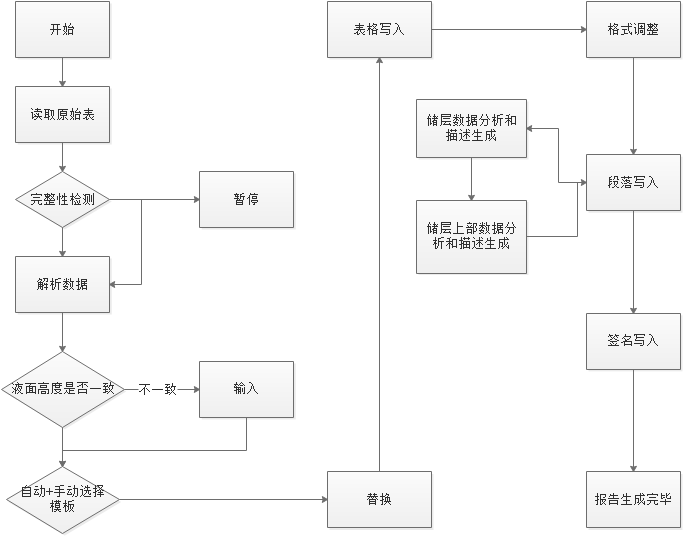 开始
读取原始表
完整性检测
暂停
解析数据
液面高度是否一致
不一致
输入
自动+手动选择
模板
替换
表格写入
格式调整
段落写入
储层数据分析和
描述生成
储层上部数据分
析和描述生成
签名写入
报告生成完毕